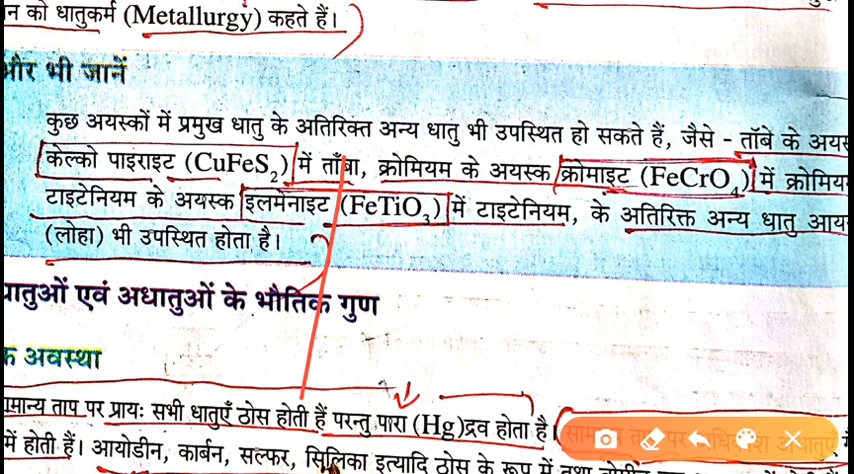 न को धातुकर्म (Metallurgy) कहते हैं।
और भी जानें
कुछ अयस्कों में प्रमुख धातु के अतिरिक्त अन्य धातु भी उपस्थित हो सकते हैं, जैसे - ताँबे के अयस
केल्को पाइराइट (CuFeS₂) में ताँबा, क्रोमियम के अयस्क क्रोमाइट (FeCrO₄) में क्रोमिय
टाइटेनियम के अयस्क इलमेनाइट (FeTiO₃) में टाइटेनियम, के अतिरिक्त अन्य धातु आय
(लोहा) भी उपस्थित होता है।
धातुओं एवं अधातुओं के भौतिक गुण
क अवस्था
ामान्य ताप पर प्रायः सभी धातुएँ ठोस होती हैं परन्तु पारा (Hg)द्रव होता है।
में होती हैं। आयोडीन, कार्बन, सल्फर, सिलिका इत्यादि ठोस के रूप में तथा